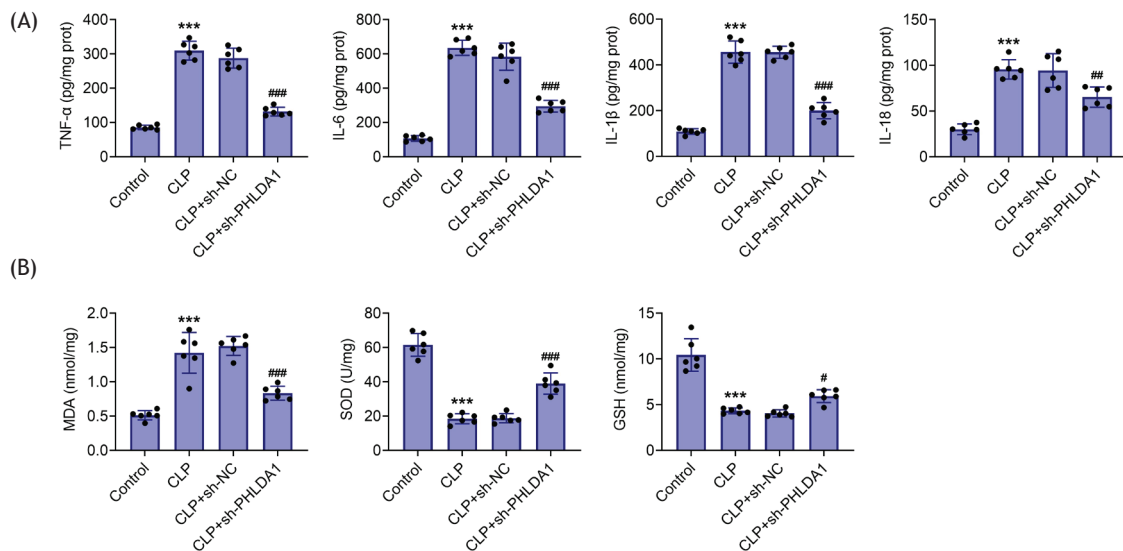 (A)
TNF-α (pg/mg prot)
400
300
200
100
0
***
###
Control
CLP
CLP+sh-NC
CLP+sh-PHLDA1
IL-6 (pg/mg prot)
800
600
400
200
0
***
###
Control
CLP
CLP+sh-NC
CLP+sh-PHLDA1
IL-1β (pg/mg prot)
600
400
200
0
***
###
Control
CLP
CLP+sh-NC
CLP+sh-PHLDA1
IL-18 (pg/mg prot)
150
100
50
0
***
##
Control
CLP
CLP+sh-NC
CLP+sh-PHLDA1
(B)
MDA (nmol/mg)
2.0
1.5
1.0
0.5
0.0
***
###
Control
CLP
CLP+sh-NC
CLP+sh-PHLDA1
SOD (U/mg)
80
60
40
20
0
***
###
Control
CLP
CLP+sh-NC
CLP+sh-PHLDA1
GSH (nmol/mg)
15
10
5
0
***
#
Control
CLP
CLP+sh-NC
CLP+sh-PHLDA1